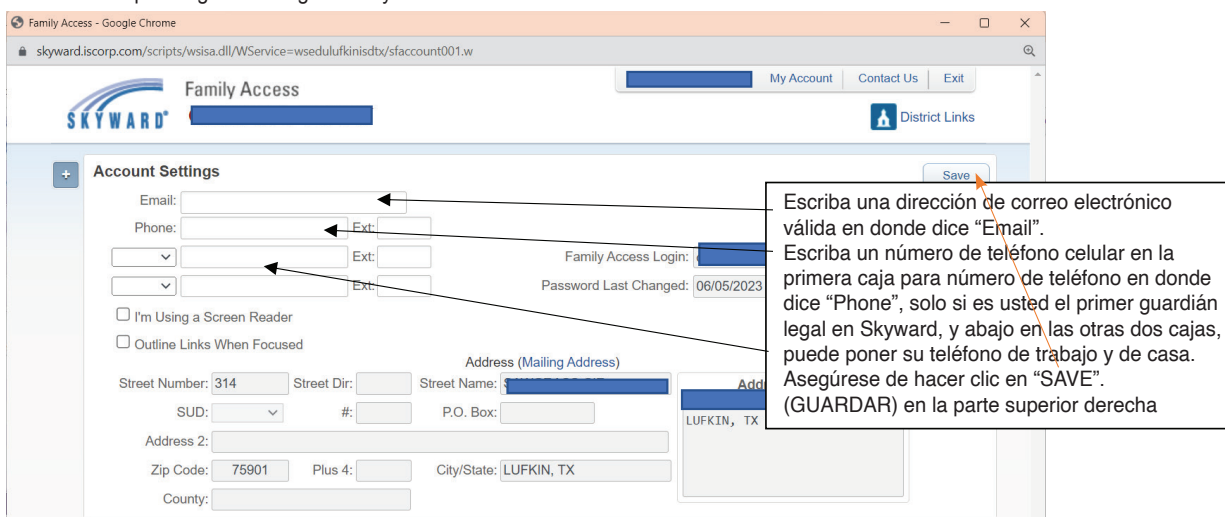 Family Access - Google Chrome
skyward.iscorp.com/scripts/wsisa.dll/WService=wsedulufkinisdtx/sfaccount001.w
My Account Contact Us Exit
Family Access
SKYWARD®
District Links
Account Settings
Save
Email:
Phone: Ext:
Ext: Family Access Login:
Ext: Password Last Changed: 06/05/2023
I'm Using a Screen Reader
Outline Links When Focused
Address (Mailing Address)
Street Number: 314 Street Dir: Street Name:
SUD: #: P.O. Box:
LUFKIN, TX
Address 2:
Zip Code: 75901 Plus 4: City/State: LUFKIN, TX
County:
Escriba una dirección de correo electrónico
válida en donde dice “Email”.
Escriba un número de teléfono celular en la
primera caja para número de teléfono en donde
dice “Phone”, solo si es usted el primer guardián
legal en Skyward, y abajo en las otras dos cajas,
puede poner su teléfono de trabajo y de casa.
Asegúrese de hacer clic en “SAVE”.
(GUARDAR) en la parte superior derecha